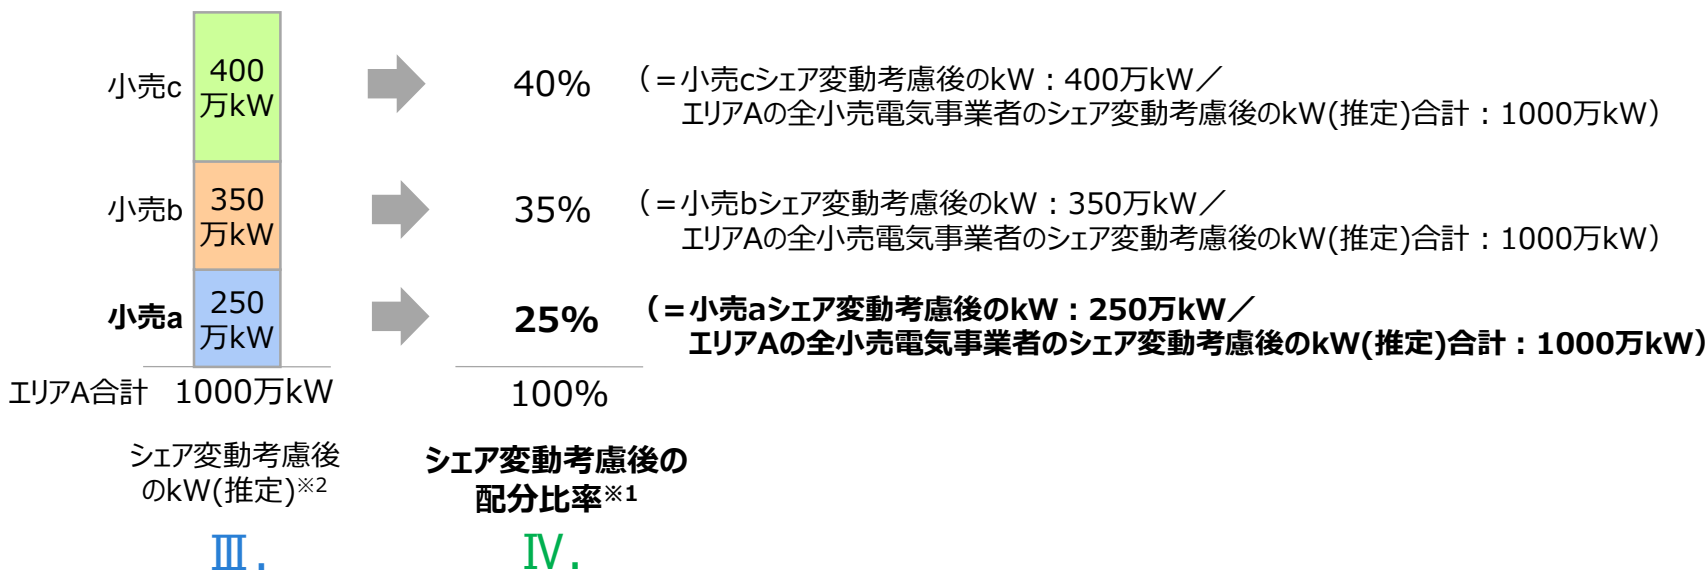 小売c
400
万kW
40%
（＝小売cシェア変動考慮後のkW：400万kW／
エリアAの全小売電気事業者のシェア変動考慮後のkW(推定)合計：1000万kW）
小売b
350
万kW
35%
（＝小売bシェア変動考慮後のkW：350万kW／
エリアAの全小売電気事業者のシェア変動考慮後のkW(推定)合計：1000万kW）
小売a
250
万kW
25%
（＝小売aシェア変動考慮後のkW：250万kW／
エリアAの全小売電気事業者のシェア変動考慮後のkW(推定)合計：1000万kW）
エリアA合計 1000万kW
100%
シェア変動考慮後
のkW(推定)※2
シェア変動考慮後の
配分比率※1
Ⅲ.
Ⅳ.